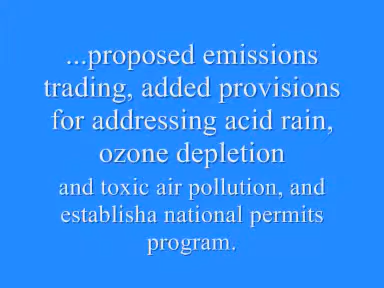 ...proposed emissions
trading, added provisions
for addressing acid rain,
ozone depletion
and toxic air pollution, and
establisha national permits
program.